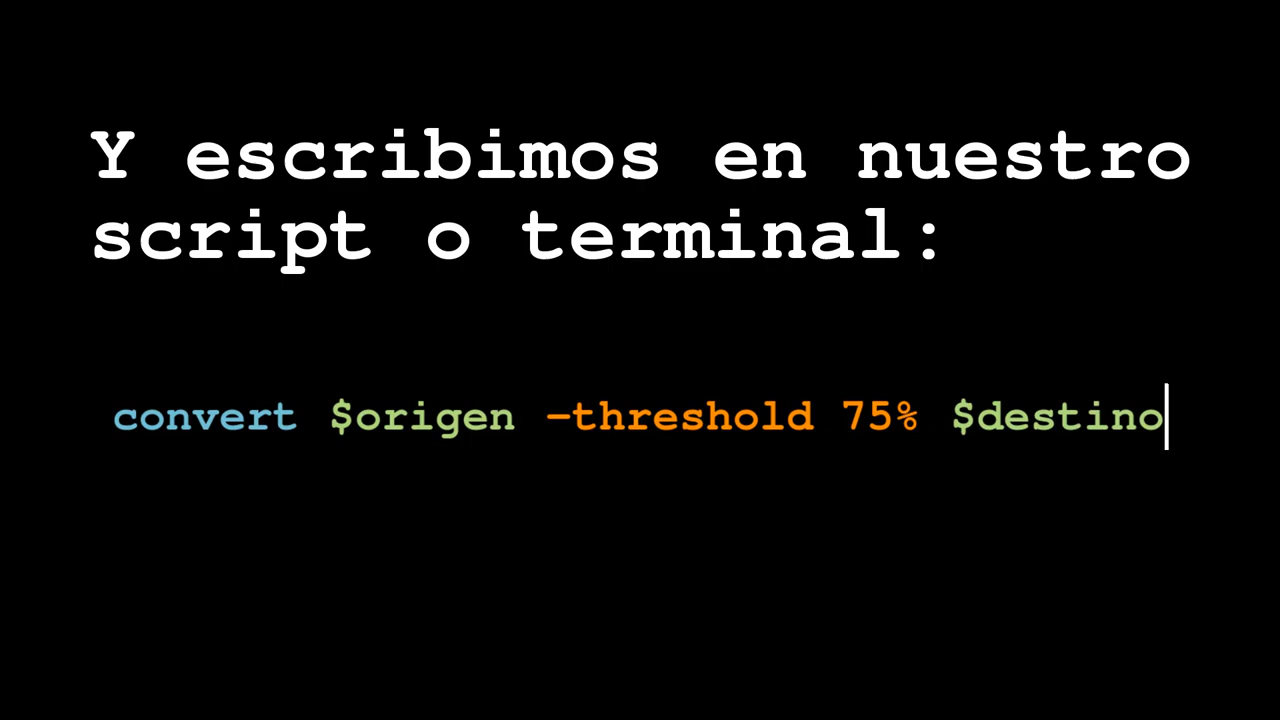 Y escribimos en nuestro
script o terminal:
convert $origen -threshold 75% $destino